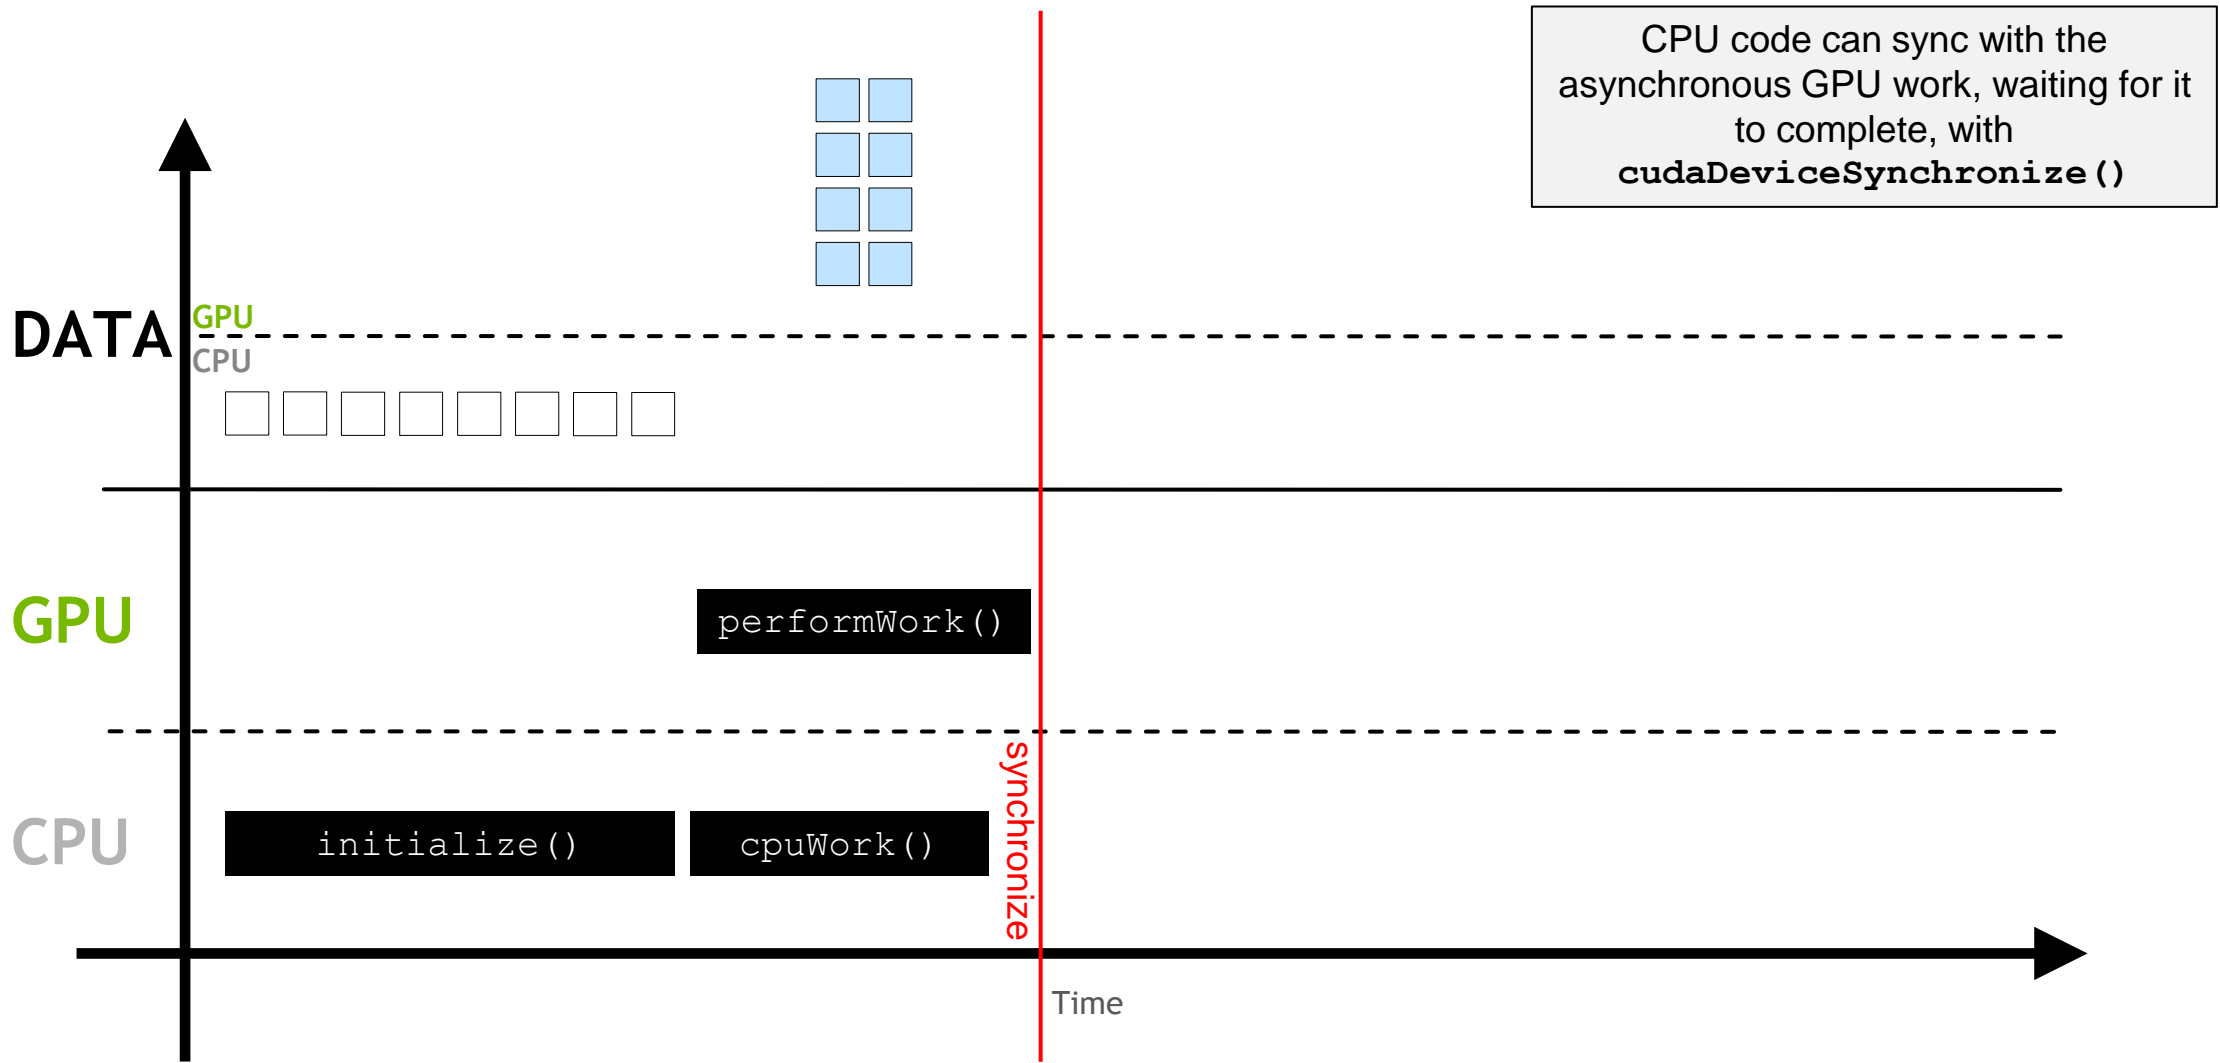 CPU code can sync with the
asynchronous GPU work, waiting for it
to complete, with
cudaDeviceSynchronize()
DATA
GPU
CPU
GPU
performWork()
CPU
initialize()
cpuWork()
synchronize
Time